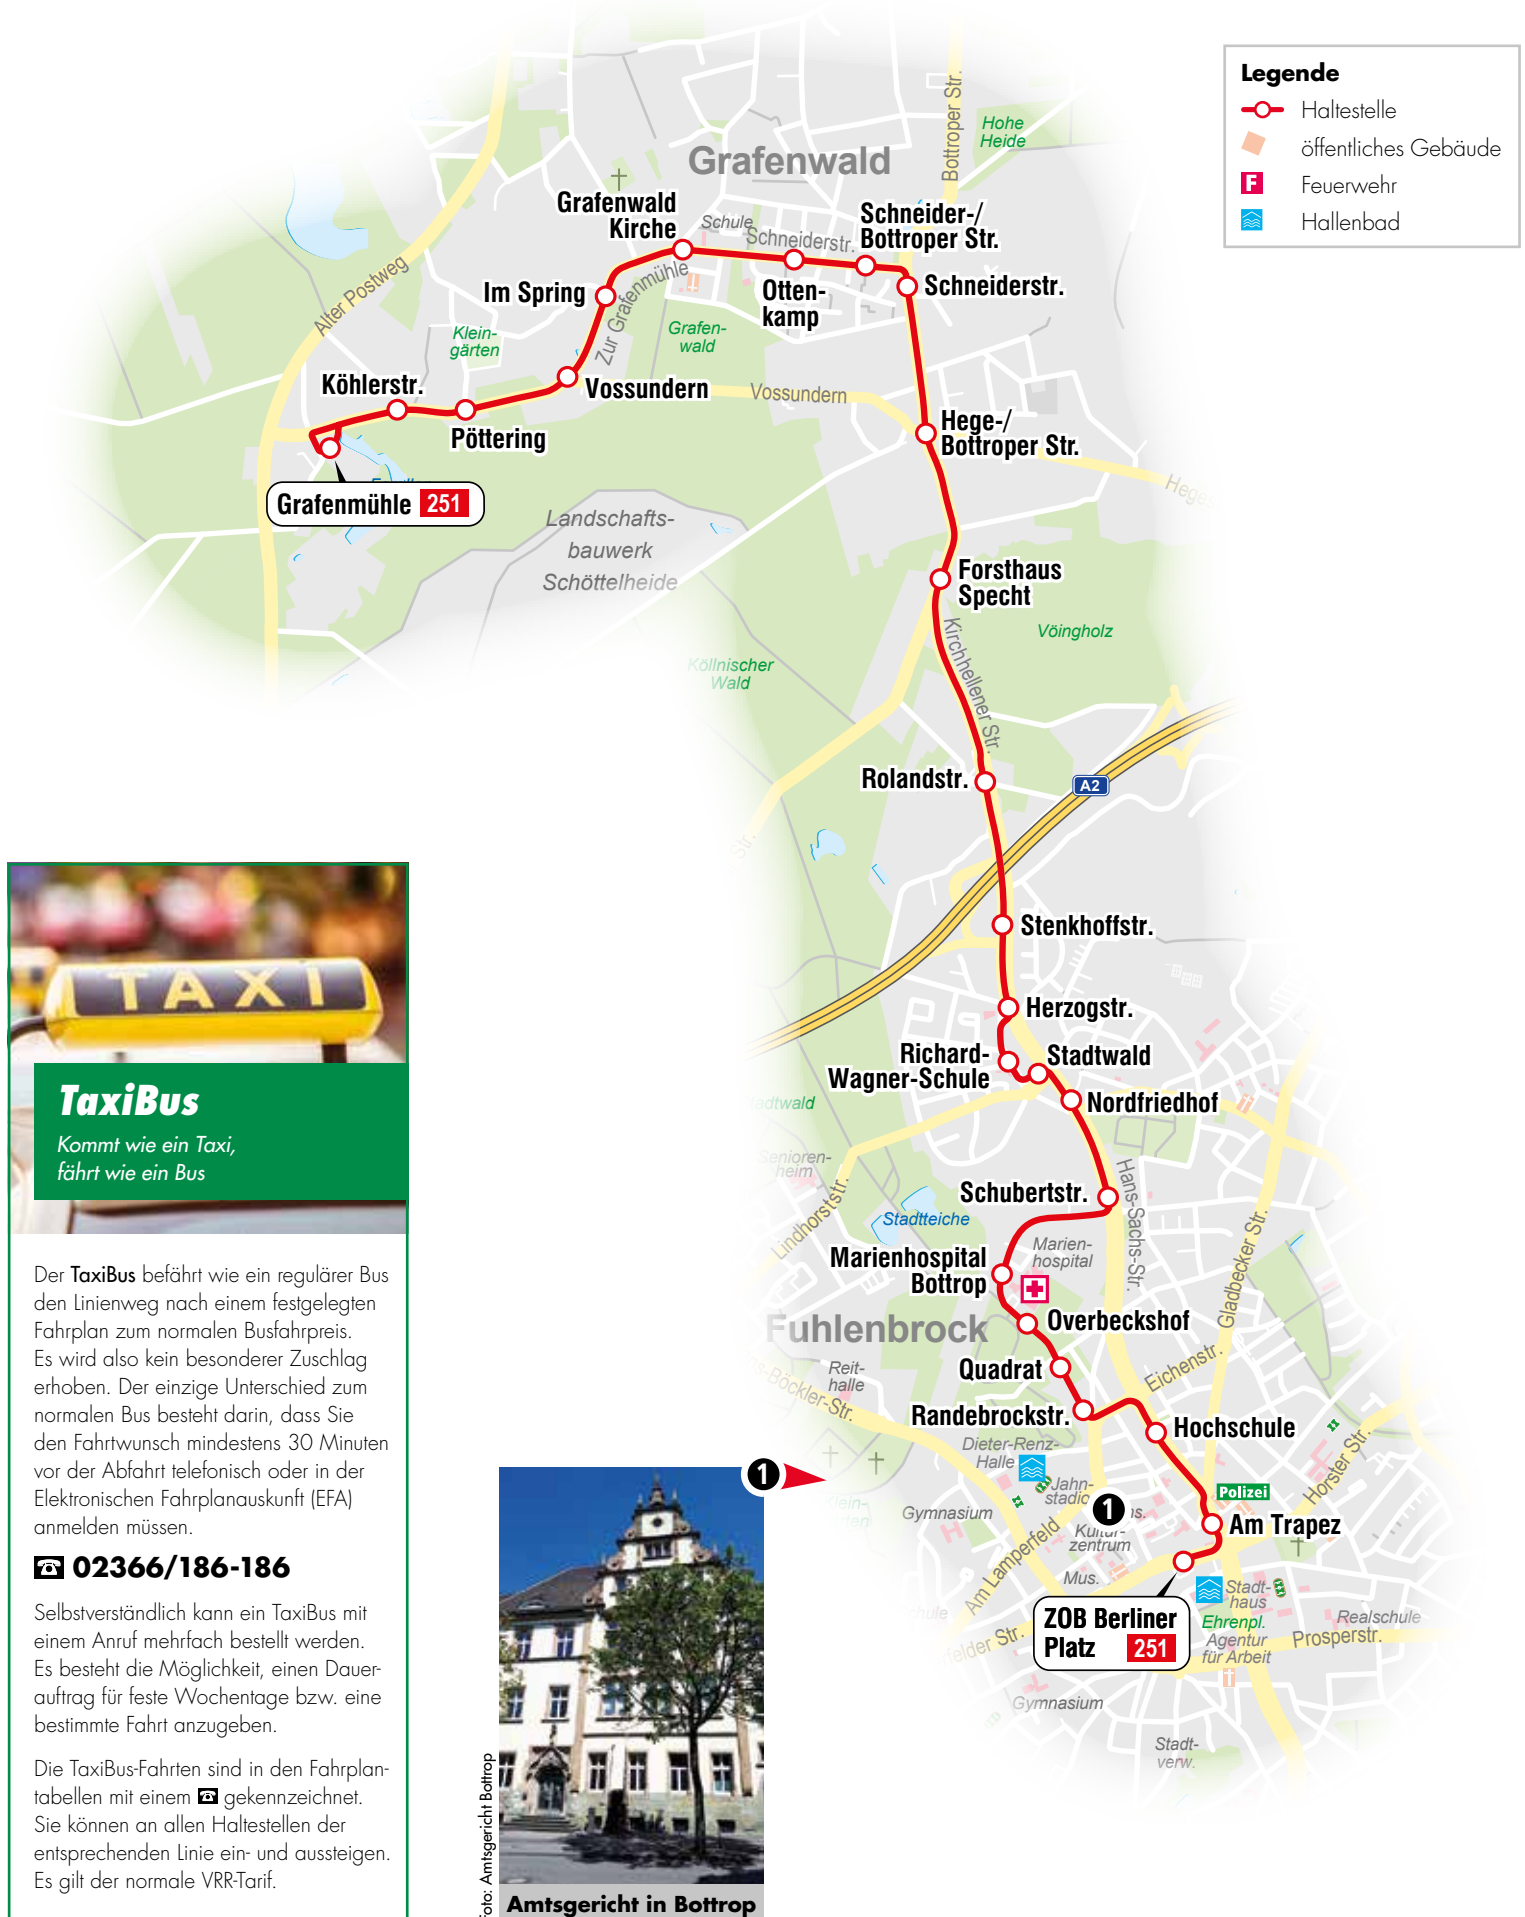 Legende
Haltestelle
öffentliches Gebäude
Feuerwehr
F
Hallenbad
Grafenwald
Hohe
Heide
Bottroper Str.
Grafenwald
Kirche
Schule
Schneiderstr.
Schneider-/
Bottroper Str.
Schneiderstr.
Otten-
kamp
Im Spring
Zur Grafenmühle
Alter Postweg
Klein-
gärten
Grafen-
wald
Köhlerstr.
Vossundern
Vossundern
Pöttering
Hege-/
Bottroper Str.
Grafenmühle 251
Landschafts-
bauwerk
Schöttelheide
Forsthaus
Specht
Vöingholz
Kirchhellener Str.
Köllnischer
Wald
Rolandstr.
A2
Str.
Stenkhoffstr.
Herzogstr.
Richard-
Wagner-Schule
Stadtwald
Nordfriedhof
Senioren-
heim
Lindhorststr.
Schubertstr.
Hans-Sachs-Str.
Stadtteiche
Marienhospital
Bottrop
Marien-
hospital
Gladbecker Str.
Fuhlenbrock
Overbeckshof
Reit-
halle
Quadrat
Eichenstr.
Randebrockstr.
Hochschule
Dieter-Renz-
Halle
Jahn-
Horster Str.
Polizei
Gymnasium
1
Kultur-
zentrum
Am Trapez
Am Lamperfeld
Mus.
ZOB Berliner
Platz 251
Stadt-
haus
Ehrenpl.
Agentur
für Arbeit
Realschule
Prosperstr.
Gymnasium
Stadt-
verw.
TAXI
TaxiBus
Kommt wie ein Taxi,
fährt wie ein Bus
Der TaxiBus befährt wie ein regulärer Bus
den Linienweg nach einem festgelegten
Fahrplan zum normalen Busfahrpreis.
Es wird also kein besonderer Zuschlag
erhoben. Der einzige Unterschied zum
normalen Bus besteht darin, dass Sie
den Fahrtwunsch mindestens 30 Minuten
vor der Abfahrt telefonisch oder in der
Elektronischen Fahrplanauskunft (EFA)
anmelden müssen.
02366/186-186
Selbstverständlich kann ein TaxiBus mit
einem Anruf mehrfach bestellt werden.
Es besteht die Möglichkeit, einen Dauer-
auftrag für feste Wochentage bzw. eine
bestimmte Fahrt anzugeben.
Die TaxiBus-Fahrten sind in den Fahrplan-
tabellen mit einem ☎ gekennzeichnet.
Sie können an allen Haltestellen der
entsprechenden Linie ein- und aussteigen.
Es gilt der normale VRR-Tarif.
1
Foto: Amtsgericht Bottrop
Amtsgericht in Bottrop